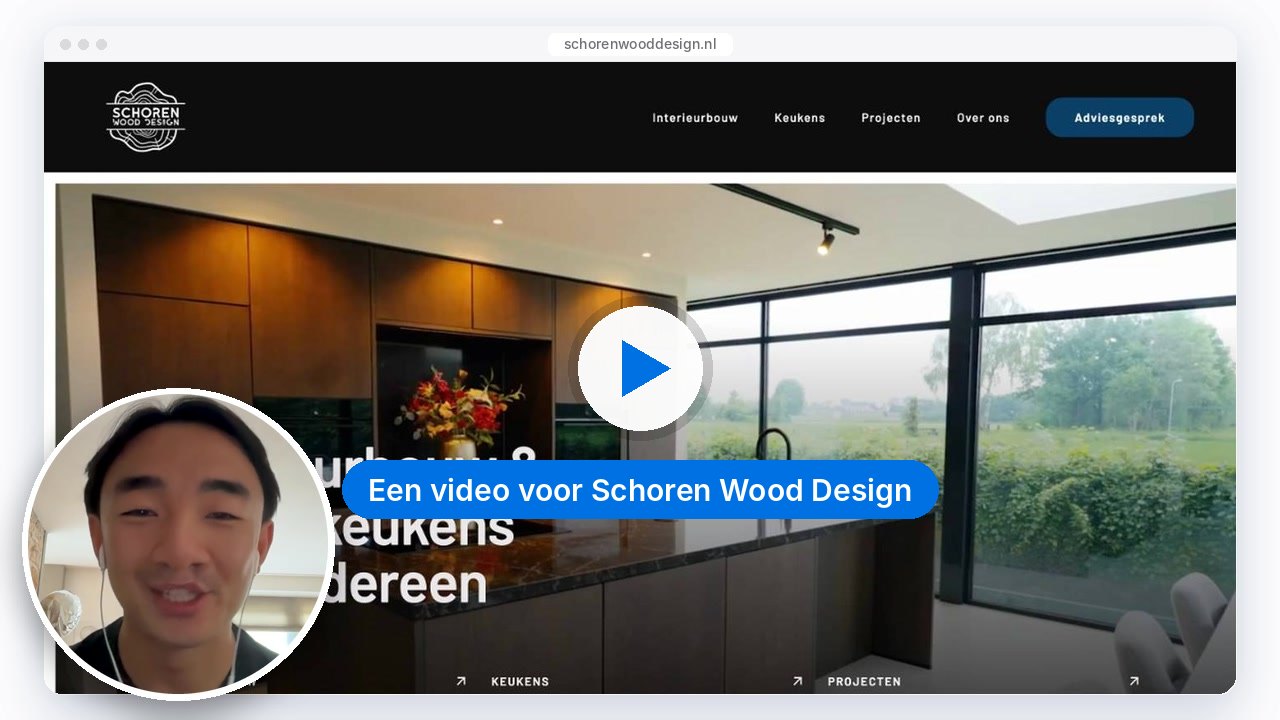 schorenwooddesign.nl
SCHOREN
WOOD DESIGN
Interieurbouw
Keukens
Projecten
Over ons
Adviesgesprek
Een video voor Schoren Wood Design
keukens
dereen
KEUKENS
PROJECTEN